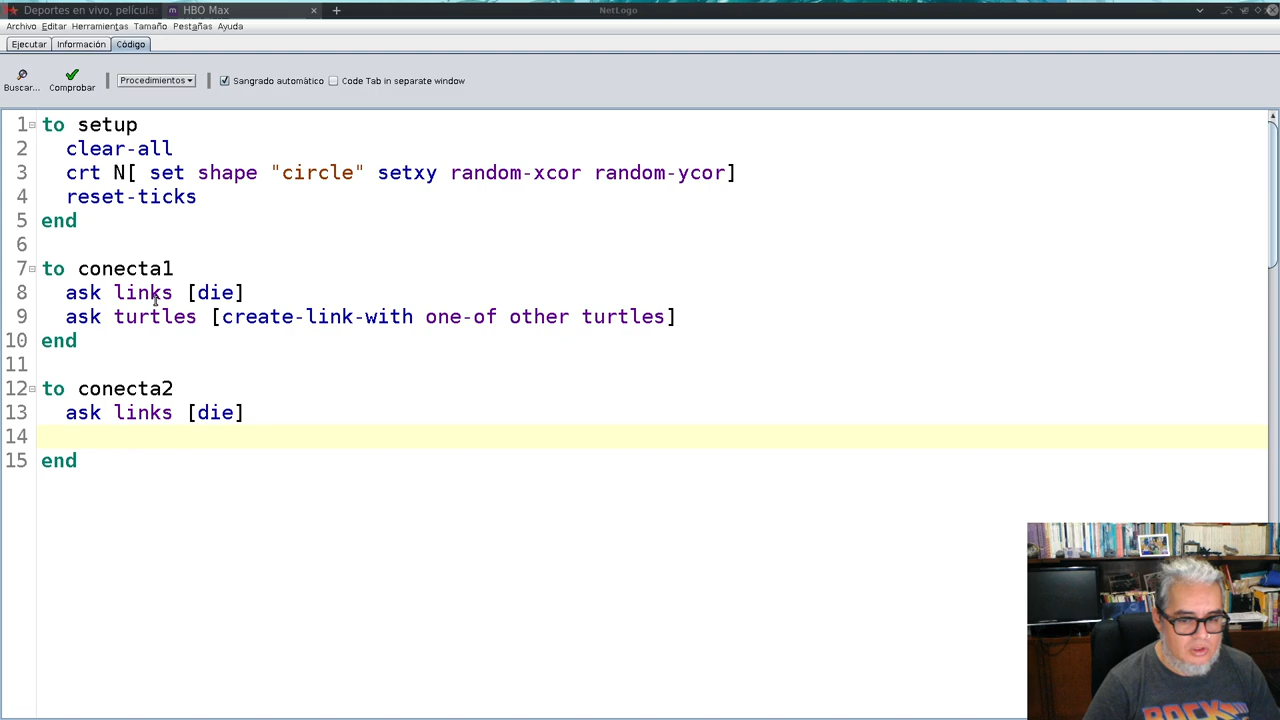 Deportes en vivo, película HBO Max × + NetLogo
Archivo Editar Herramientas Tamaño Pestañas Ayuda
Ejecutar Información Código
Buscar... Comprobar Procedimientos Sangrado automático Code Tab in separate window
1 to setup
2 clear-all
3 crt N[ set shape "circle" setxy random-xcor random-ycor]
4 reset-ticks
5 end
6
7 to conecta1
8 ask links [die]
9 ask turtles [create-link-with one-of other turtles]
10 end
11
12 to conecta2
13 ask links [die]
14
15 end